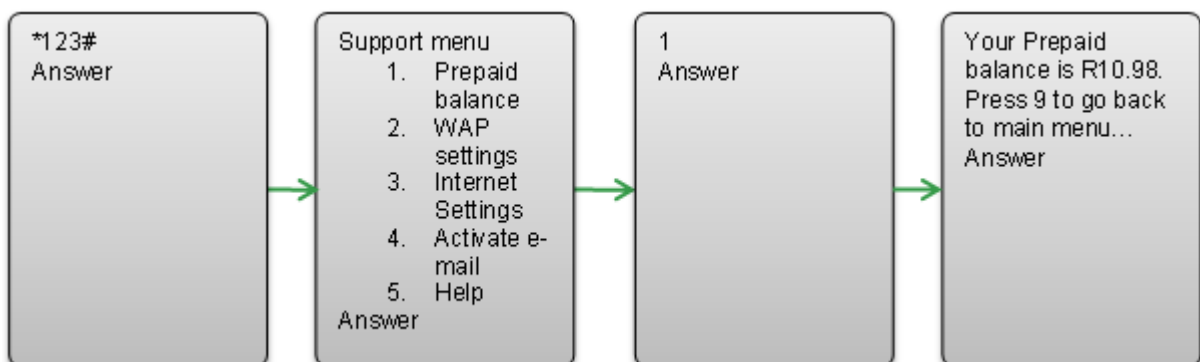 *123#
Answer
Support menu
1. Prepaid
balance
2. WAP
settings
3. Internet
Settings
4. Activate e-
mail
5. Help
Answer
1
Answer
Your Prepaid
balance is R10.98.
Press 9 to go back
to main menu...
Answer